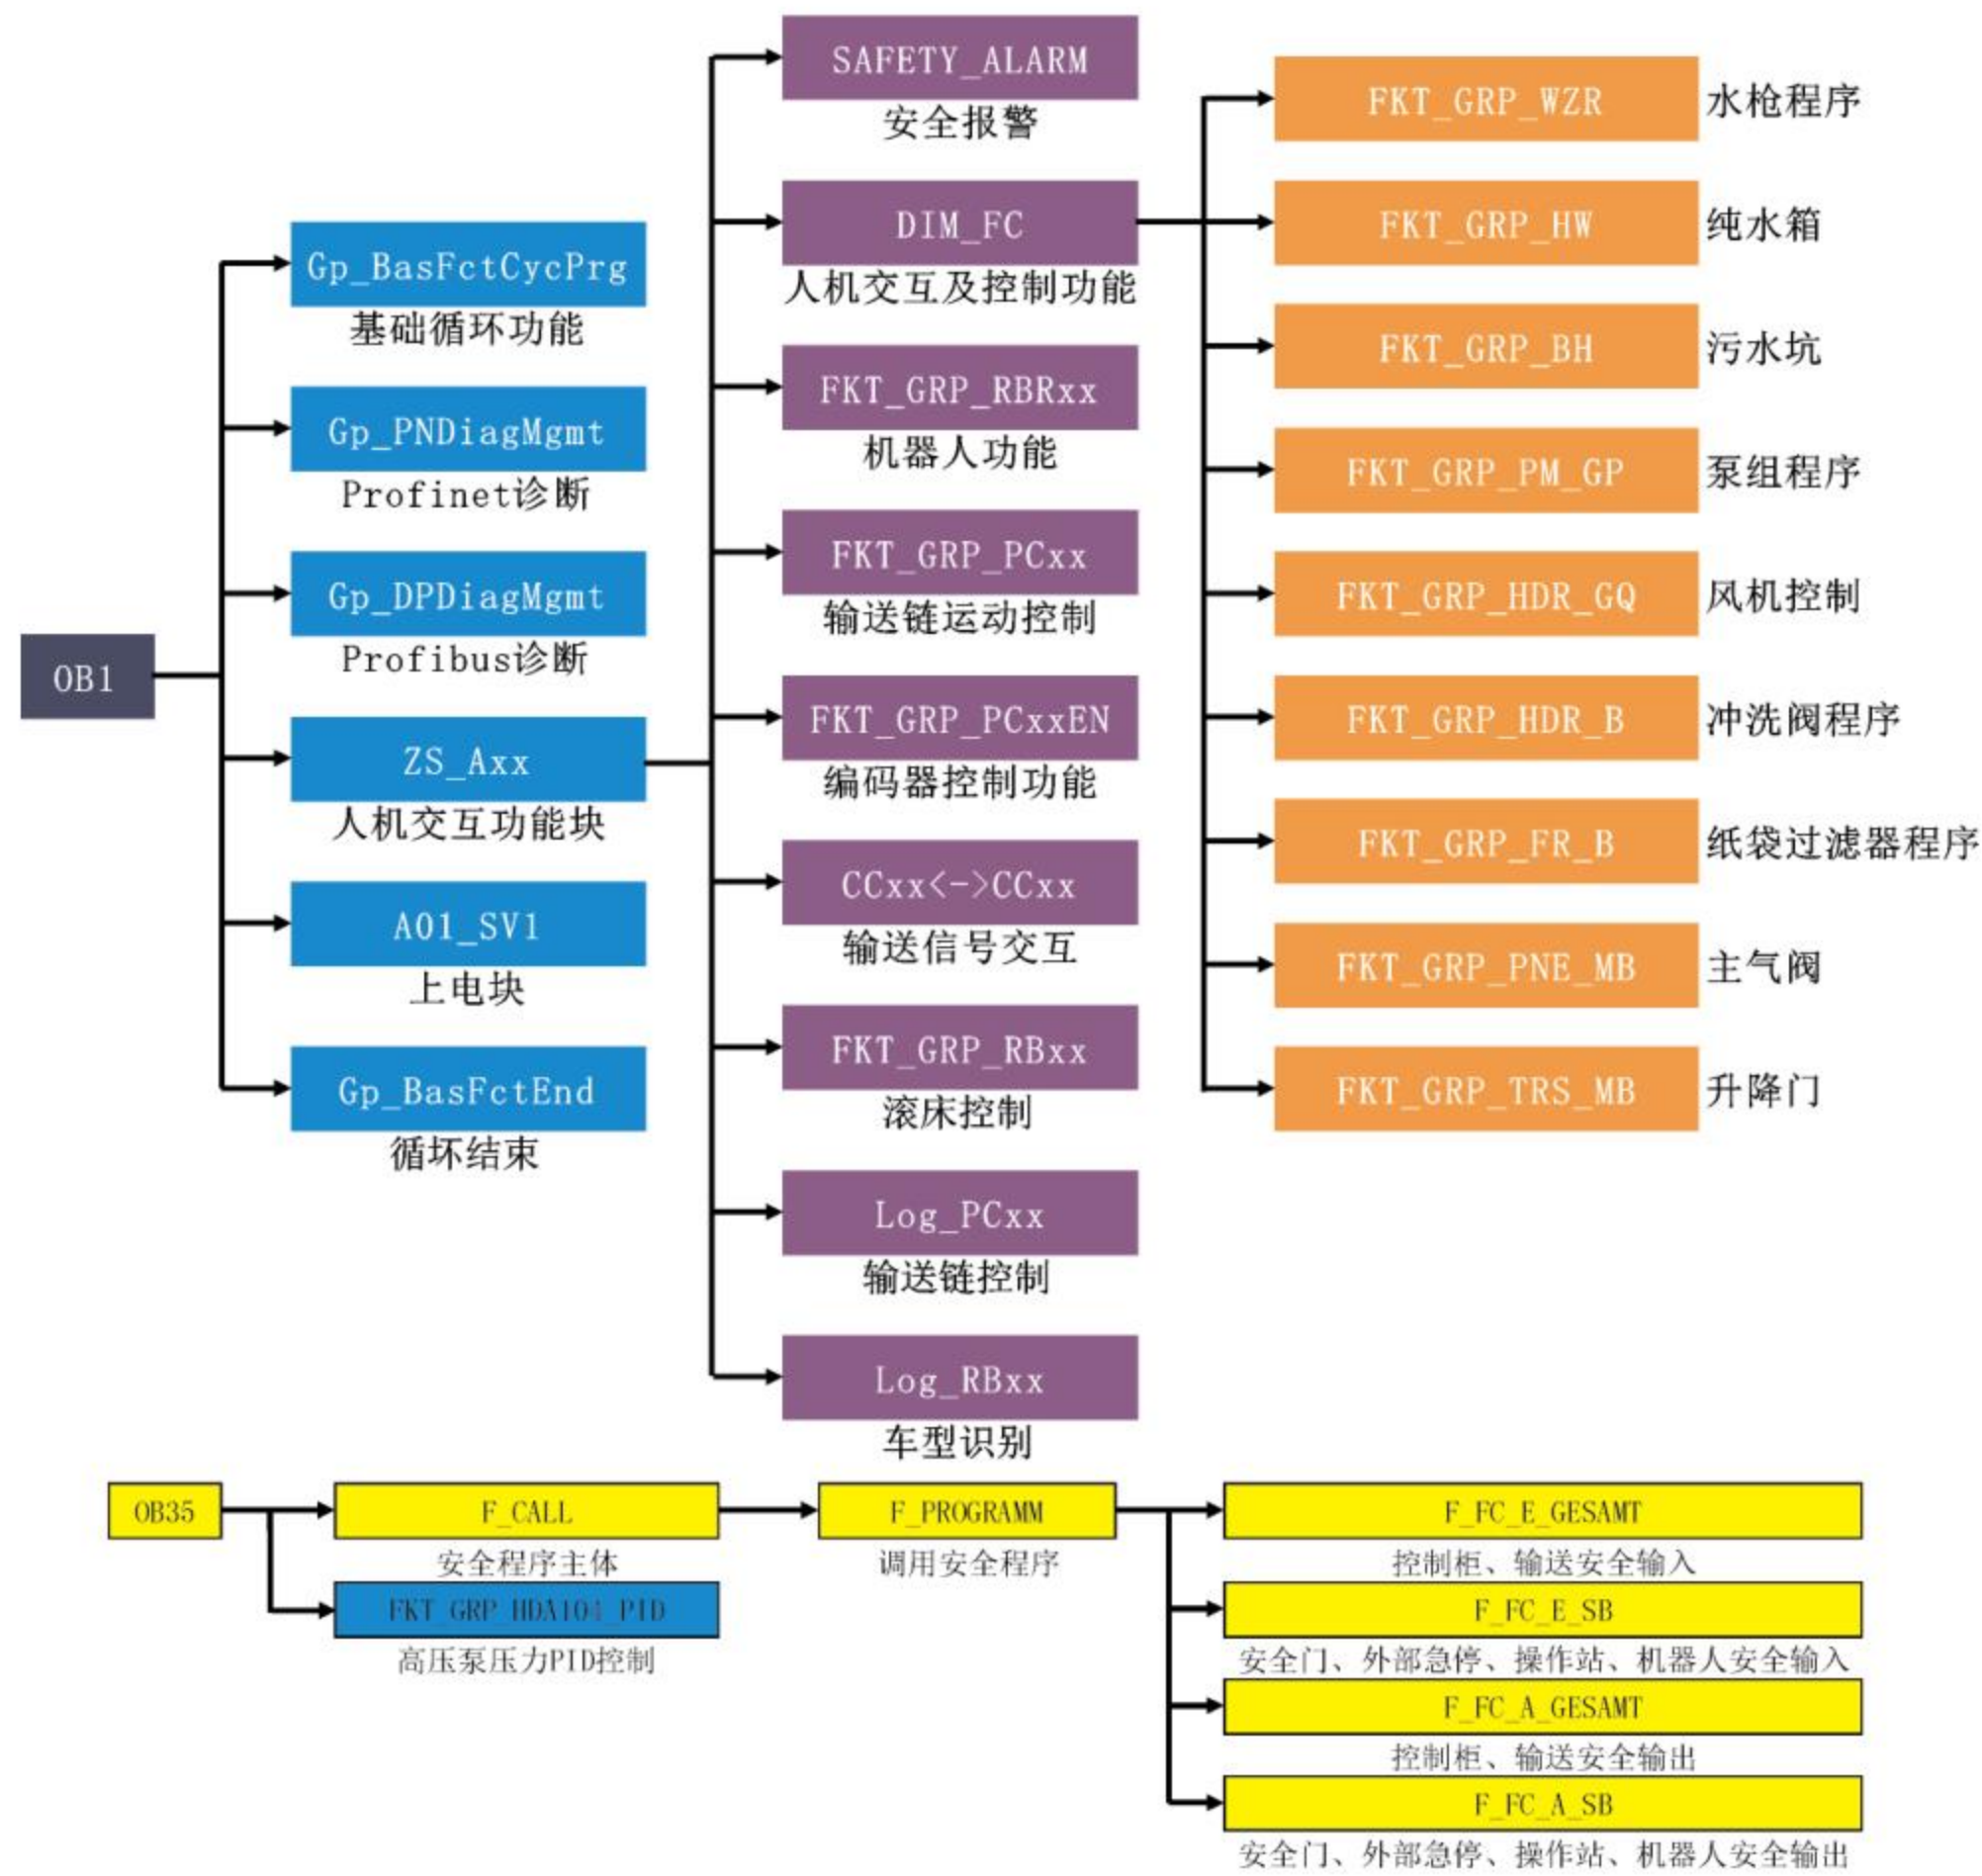 OB1
Gp_BasFctCycPrg
基础循环功能
Gp_PNDiagMgmt
Profinet诊断
Gp_DPDiagMgmt
Profibus诊断
ZS_Axx
人机交互功能块
A01_SV1
上电块
Gp_BasFctEnd
循坏结束
SAFETY_ALARM
安全报警
DIM_FC
人机交互及控制功能
FKT_GRP_RBRxx
机器人功能
FKT_GRP_PCxx
输送链运动控制
FKT_GRP_PCxxEN
编码器控制功能
CCxx<->CCxx
输送信号交互
FKT_GRP_RBxx
滚床控制
Log_PCxx
输送链控制
Log_RBxx
车型识别
FKT_GRP_WZR 水枪程序
FKT_GRP_HW 纯水箱
FKT_GRP_BH 污水坑
FKT_GRP_PM_GP 泵组程序
FKT_GRP_HDR_GQ 风机控制
FKT_GRP_HDR_B 冲洗阀程序
FKT_GRP_FR_B 纸袋过滤器程序
FKT_GRP_PNE_MB 主气阀
FKT_GRP_TRS_MB 升降门
OB35
F_CALL
安全程序主体
FKT_GRP_HDA104_PID
高压泵压力PID控制
F_PROGRAMM
调用安全程序
F_FC_E_GESAMT
控制柜、输送安全输入
F_FC_E_SB
安全门、外部急停、操作站、机器人安全输入
F_FC_A_GESAMT
控制柜、输送安全输出
F_FC_A_SB
安全门、外部急停、操作站、机器人安全输出